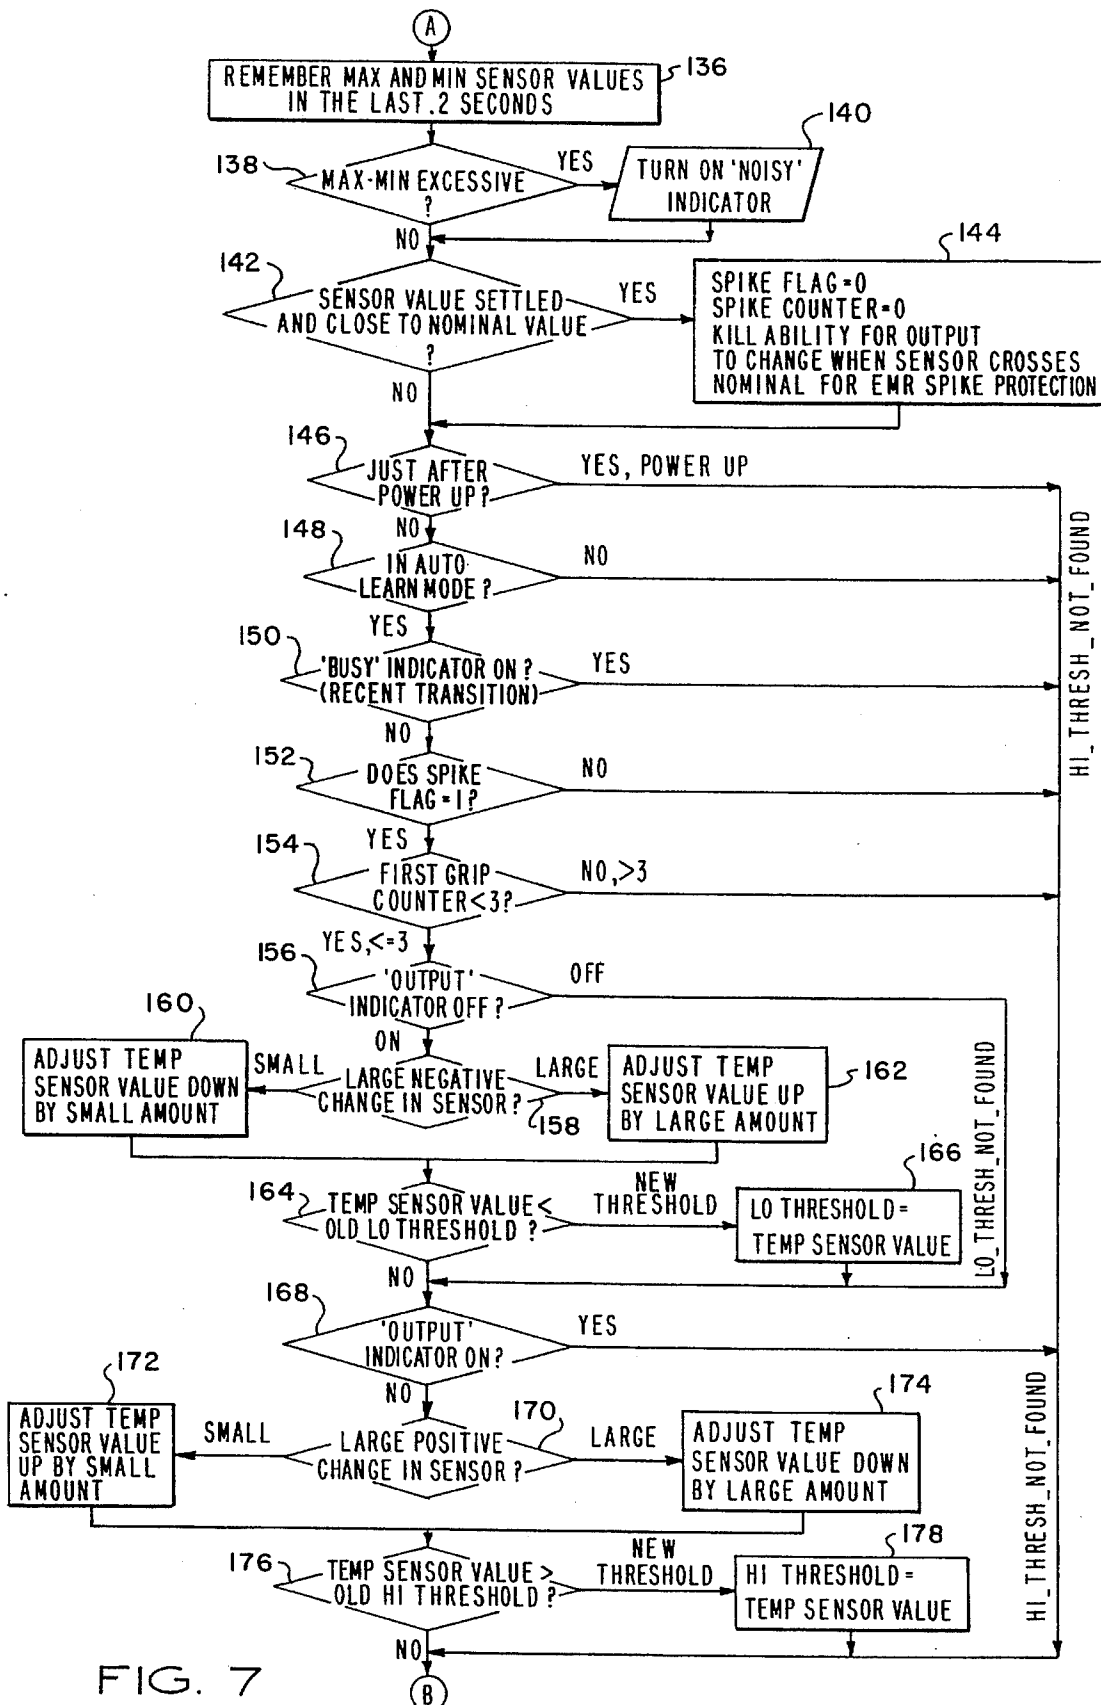 A
REMEMBER MAX AND MIN SENSOR VALUES
IN THE LAST .2 SECONDS
136
138
MAX-MIN EXCESSIVE
?
YES
140
TURN ON 'NOISY'
INDICATOR
NO
142
SENSOR VALUE SETTLED
AND CLOSE TO NOMINAL VALUE
?
YES
144
SPIKE FLAG=0
SPIKE COUNTER=0
KILL ABILITY FOR OUTPUT
TO CHANGE WHEN SENSOR CROSSES
NOMINAL FOR EMR SPIKE PROTECTION
NO
146
JUST AFTER
POWER UP?
YES, POWER UP
NO
148
IN AUTO
LEARN MODE?
NO
HI_THRESH_NOT_FOUND
YES
150
'BUSY' INDICATOR ON?
(RECENT TRANSITION)
YES
NO
152
DOES SPIKE
FLAG=1?
NO
YES
154
FIRST GRIP
COUNTER<3?
NO,>3
YES,<=3
156
'OUTPUT'
INDICATOR OFF?
OFF
ON
160
ADJUST TEMP
SENSOR VALUE DOWN
BY SMALL AMOUNT
SMALL
LARGE NEGATIVE
CHANGE IN SENSOR?
158
LARGE
ADJUST TEMP
SENSOR VALUE UP
BY LARGE AMOUNT
162
LO_THRESH_NOT_FOUND
164
TEMP SENSOR VALUE<
OLD LO THRESHOLD?
NEW
THRESHOLD
166
LO THRESHOLD=
TEMP SENSOR VALUE
NO
168
'OUTPUT'
INDICATOR ON?
YES
NO
172
ADJUST TEMP
SENSOR VALUE
UP BY SMALL
AMOUNT
SMALL
LARGE POSITIVE
CHANGE IN SENSOR?
170
LARGE
174
ADJUST TEMP
SENSOR VALUE DOWN
BY LARGE AMOUNT
HI_THRESH_NOT_FOUND
176
TEMP SENSOR VALUE>
OLD HI THRESHOLD?
NEW
THRESHOLD
178
HI THRESHOLD=
TEMP SENSOR VALUE
NO
B
FIG. 7